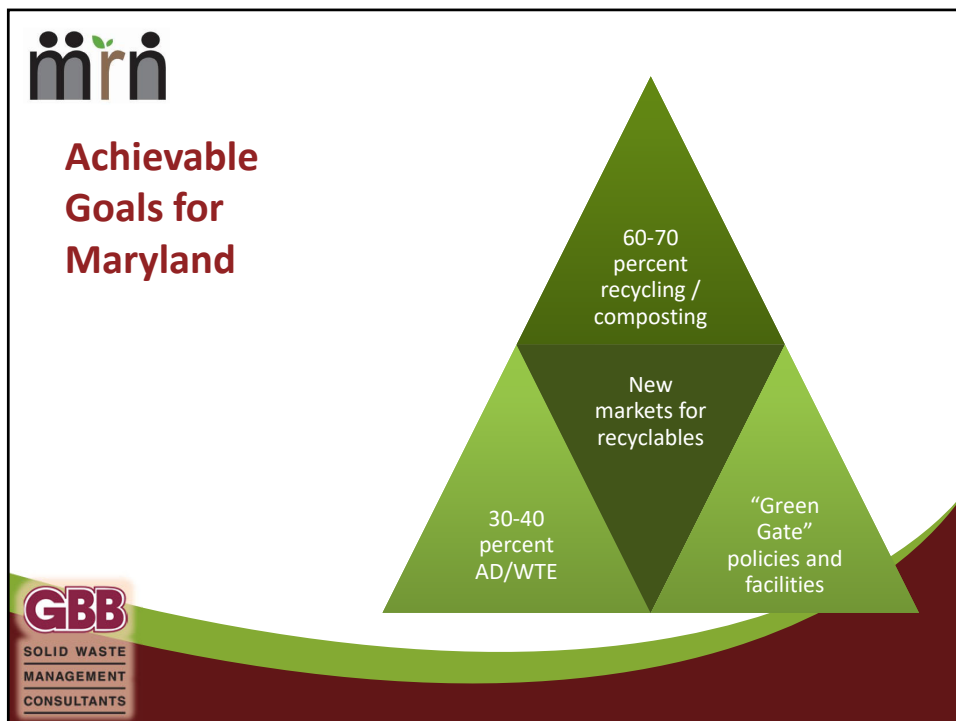 mrn
Achievable
Goals for
Maryland
60-70
percent
recycling /
composting
New
markets for
recyclables
30-40
percent
AD/WTE
“Green
Gate”
policies and
facilities
GBB
SOLID WASTE
MANAGEMENT
CONSULTANTS